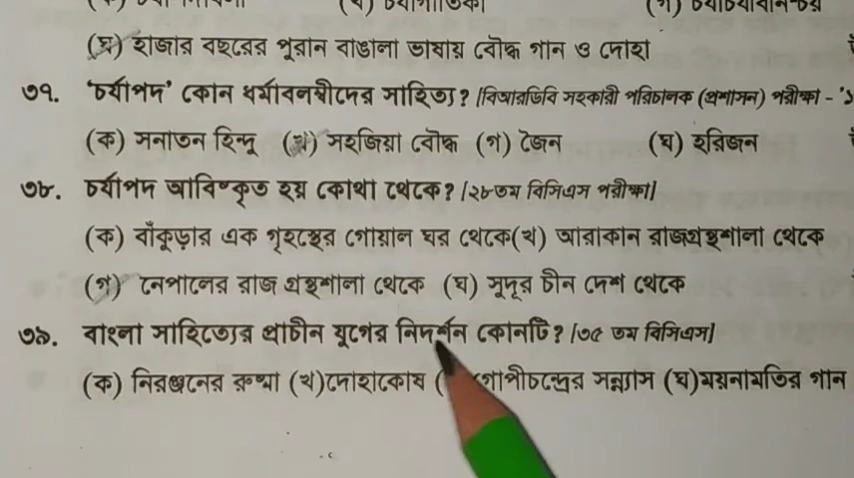 (ঘ) হাজার বছরের পুরান বাঙালা ভাষায় বৌদ্ধ গান ও দোহা
৩৭. 'চর্যাপদ' কোন ধর্মাবলম্বীদের সাহিত্য? [বিআরডিবি সহকারী পরিচালক (প্রশাসন) পরীক্ষা - '
(ক) সনাতন হিন্দু (খ) সহজিয়া বৌদ্ধ (গ) জৈন (ঘ) হরিজন
৩৮. চর্যাপদ আবিষ্কৃত হয় কোথা থেকে? [২৮তম বিসিএস পরীক্ষা]
(ক) বাঁকুড়ার এক গৃহস্থের গোয়াল ঘর থেকে(খ) আরাকান রাজগ্রন্থশালা থেকে
(গ) নেপালের রাজ গ্রন্থশালা থেকে (ঘ) সুদূর চীন দেশ থেকে
৩৯. বাংলা সাহিত্যের প্রাচীন যুগের নিদর্শন কোনটি? [৩৫ তম বিসিএস]
(ক) নিরঞ্জনের রুষ্মা (খ)দোহাকোষ ( গোপীচন্দ্রের সন্ন্যাস (ঘ)ময়নামতির গান